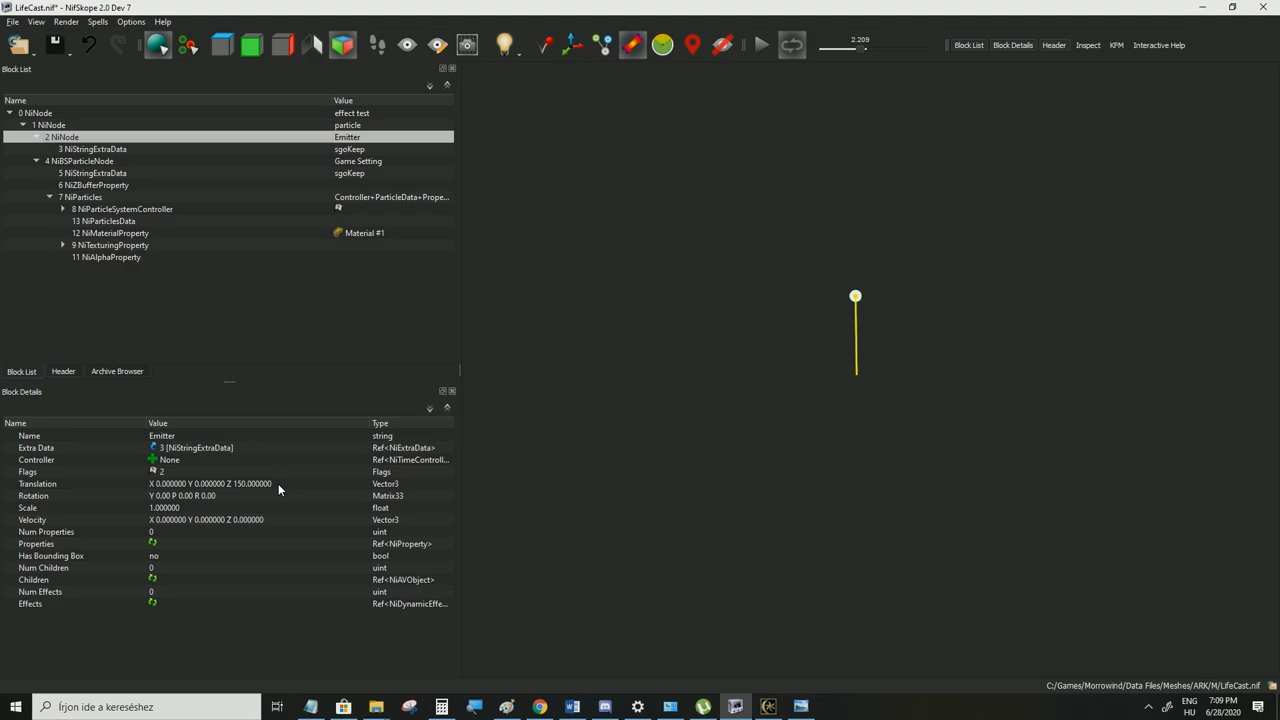 LifeCast.nif* - NifSkope 2.0 Dev 7
File View Render Spells Options Help
2.209
Block List Block Details Header Inspect KFM Interactive Help
Block List
Name Value
0 NiNode effect test
1 NiNode particle
2 NiNode Emitter
3 NiStringExtraData sgoKeep
4 NiBSParticleNode Game Setting
5 NiStringExtraData sgoKeep
6 NiZBufferProperty
7 NiParticles Controller+ParticleData+Prope...
8 NiParticleSystemController
13 NiParticlesData
12 NiMaterialProperty Material #1
9 NiTexturingProperty
11 NiAlphaProperty
Block List Header Archive Browser
Block Details
Name Value Type
Name Emitter string
Extra Data 3 [NiStringExtraData] Ref<NiExtraData>
Controller None Ref<NiTimeControll...
Flags 2 Flags
Translation X 0.000000 Y 0.000000 Z 150.000000 Vector3
Rotation Y 0.00 P 0.00 R 0.00 Matrix33
Scale 1.000000 float
Velocity X 0.000000 Y 0.000000 Z 0.000000 Vector3
Num Properties 0 uint
Properties Ref<NiProperty>
Has Bounding Box no bool
Num Children 0 uint
Children Ref<NiAVObject>
Num Effects 0 uint
Effects Ref<NiDynamicEffe...
C:/Games/Morrowind/Data Files/Meshes/ARK/M/LifeCast.nif
Írjon ide a kereséshez
ENG 7:09 PM
HU 6/28/2020